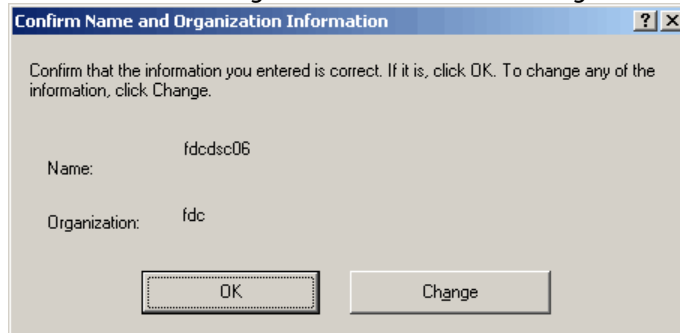 Confirm Name and Organization Information
Confirm that the information you entered is correct. If it is, click OK. To change any of the
information, click Change.
Name: fdcdsc06
Organization: fdc
OK Change